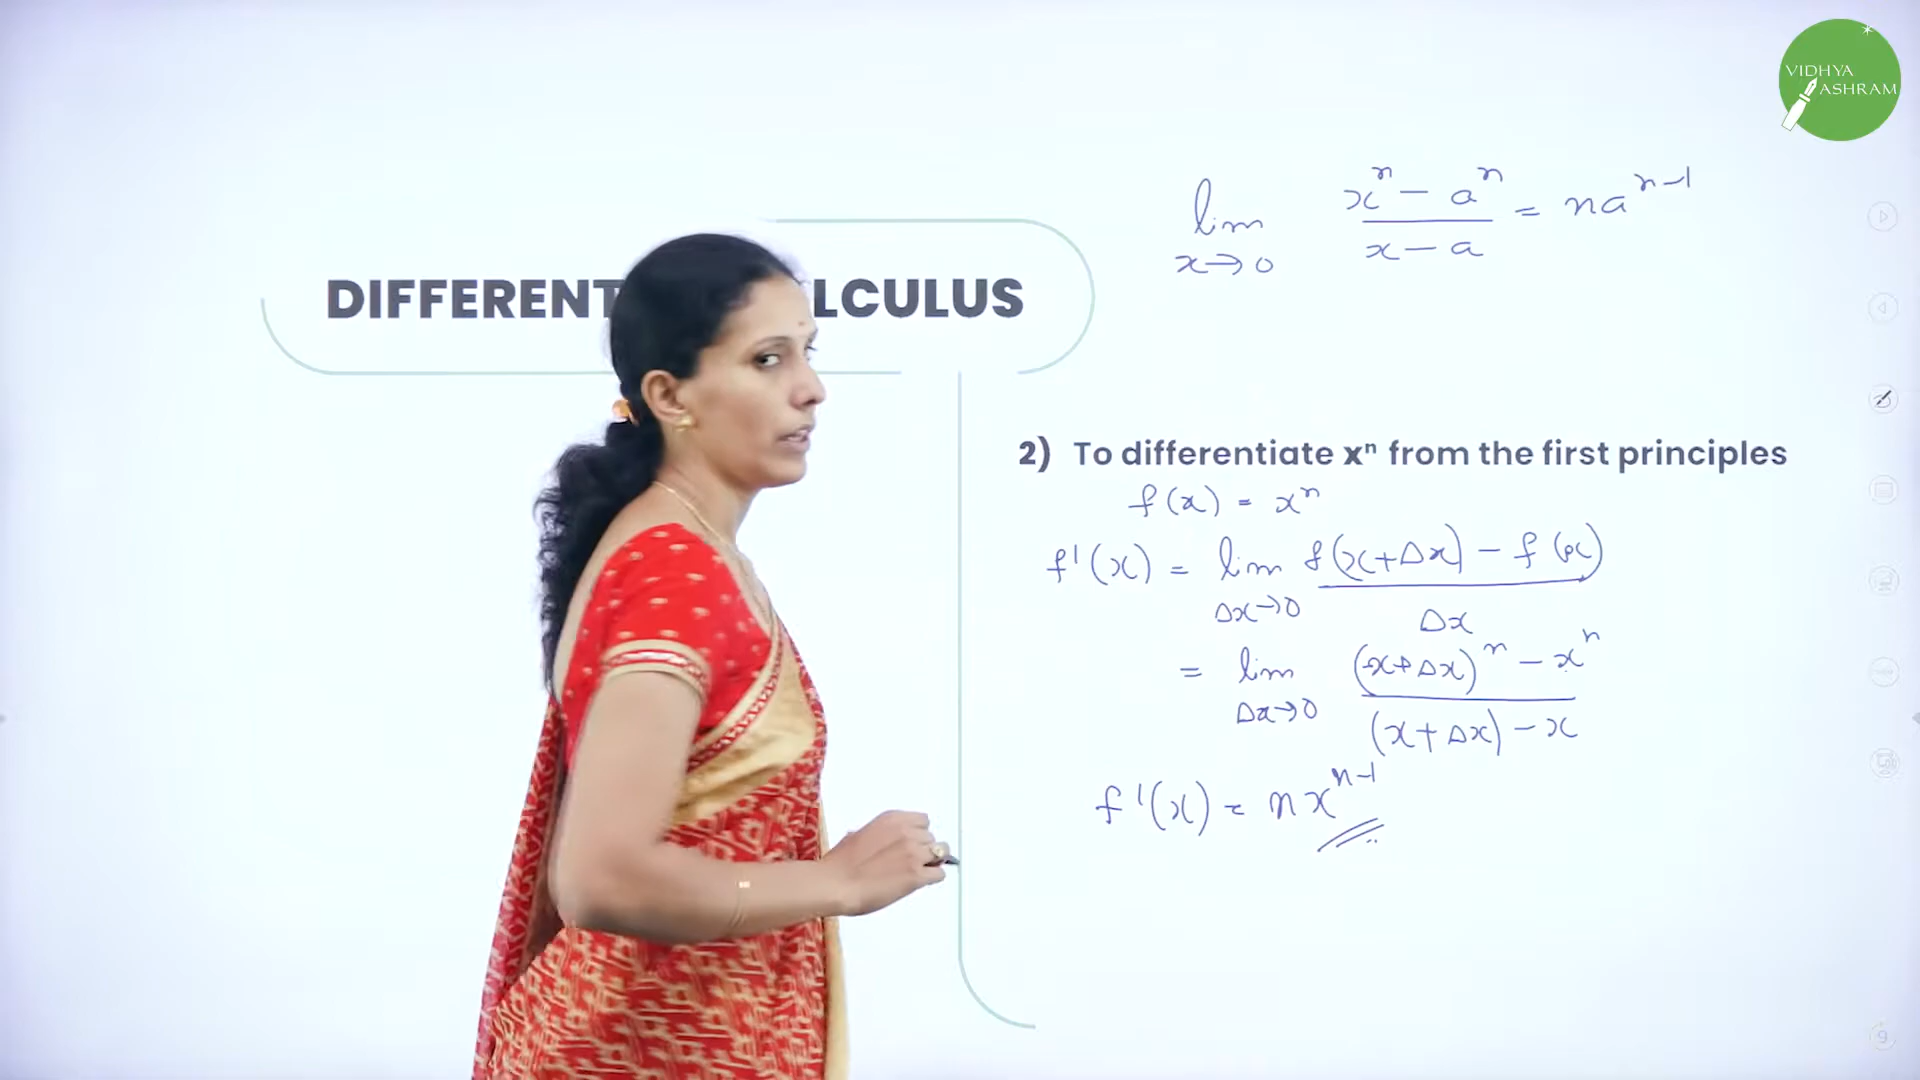 VIDHYA
ASHRAM
lim x→0 (xⁿ − aⁿ)/(x − a) = naⁿ⁻¹
DIFFERENT LCULUS
2) To differentiate xⁿ from the first principles
f(x) = xⁿ
f'(x) = lim Δx→0 (f(x+Δx) − f(x))/Δx
= lim Δx→0 ((x+Δx)ⁿ − xⁿ)/((x+Δx) − x)
f'(x) = nxⁿ⁻¹
9